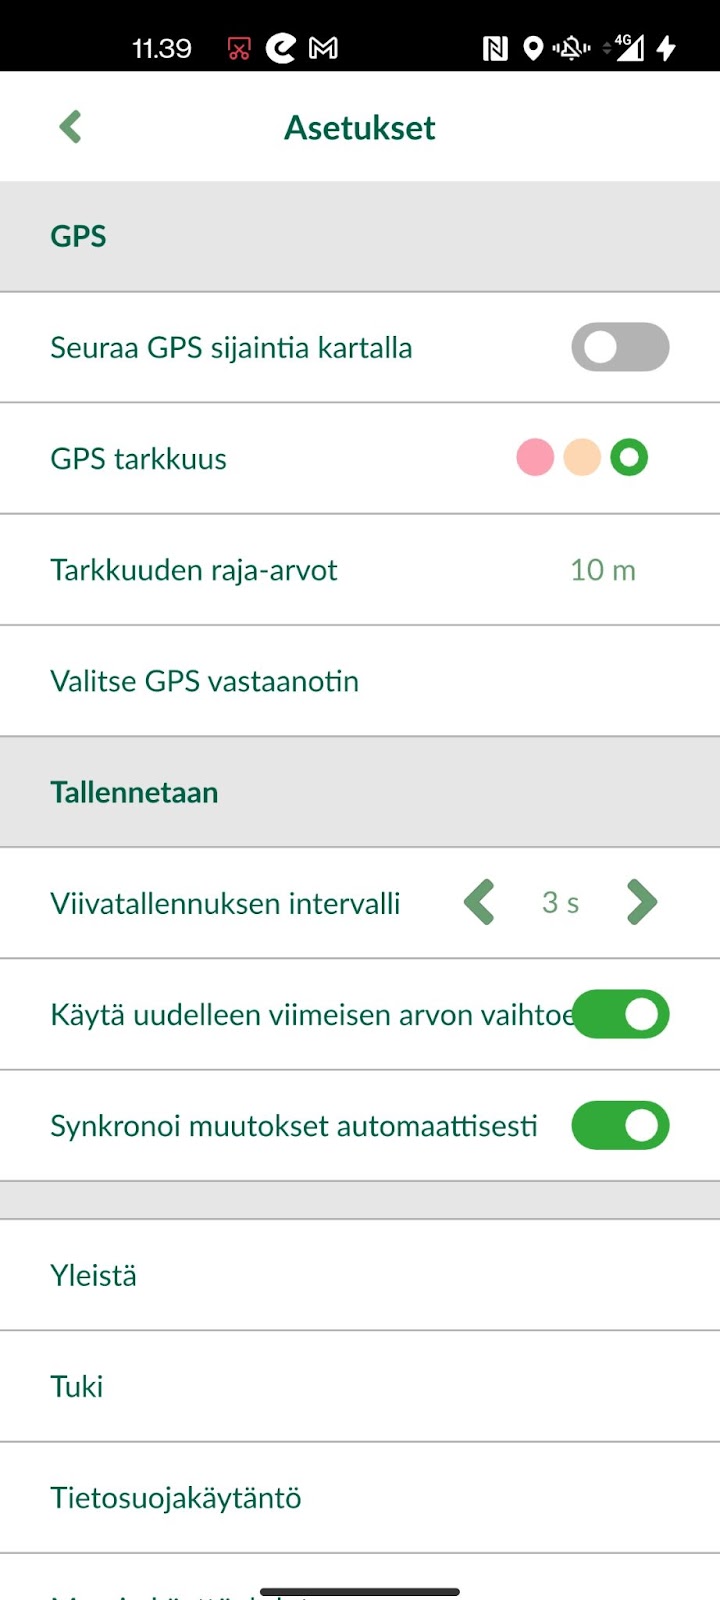 11.39
4G
Asetukset
GPS
Seuraa GPS sijaintia kartalla
GPS tarkkuus
Tarkkuuden raja-arvot 10 m
Valitse GPS vastaanotin
Tallennetaan
Viivatallennuksen intervalli 3 s
Käytä uudelleen viimeisen arvon vaihtoe
Synkronoi muutokset automaattisesti
Yleistä
Tuki
Tietosuojakäytäntö